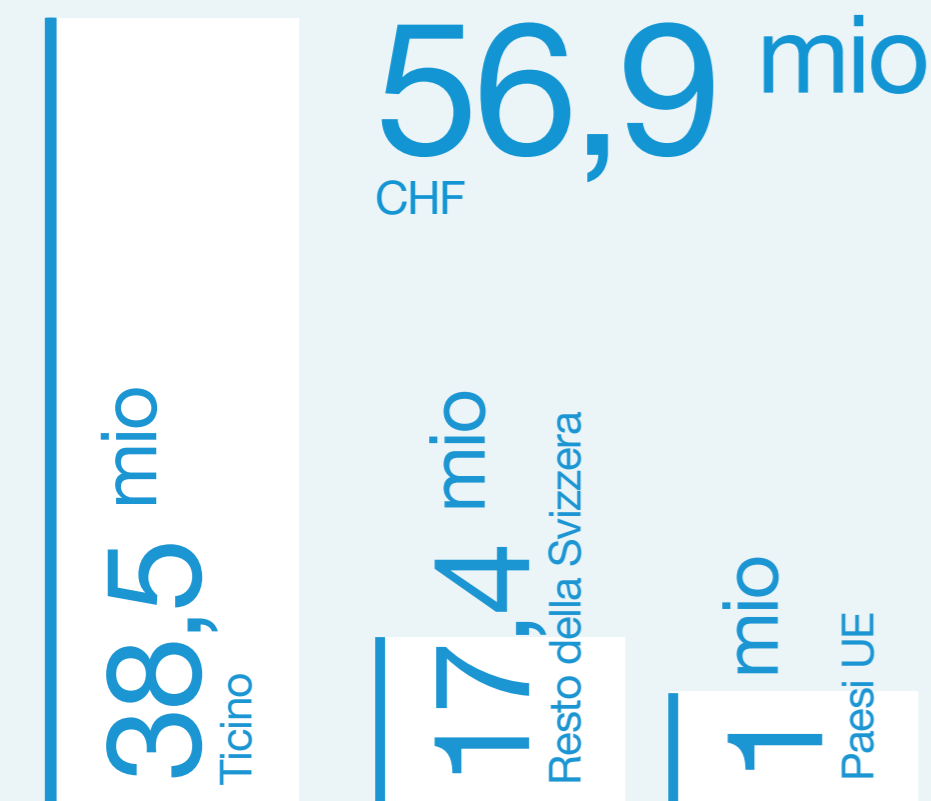 56,9 mio
CHF
38,5 mio
Ticino
17,4 mio
Resto della Svizzera
1 mio
Paesi UE